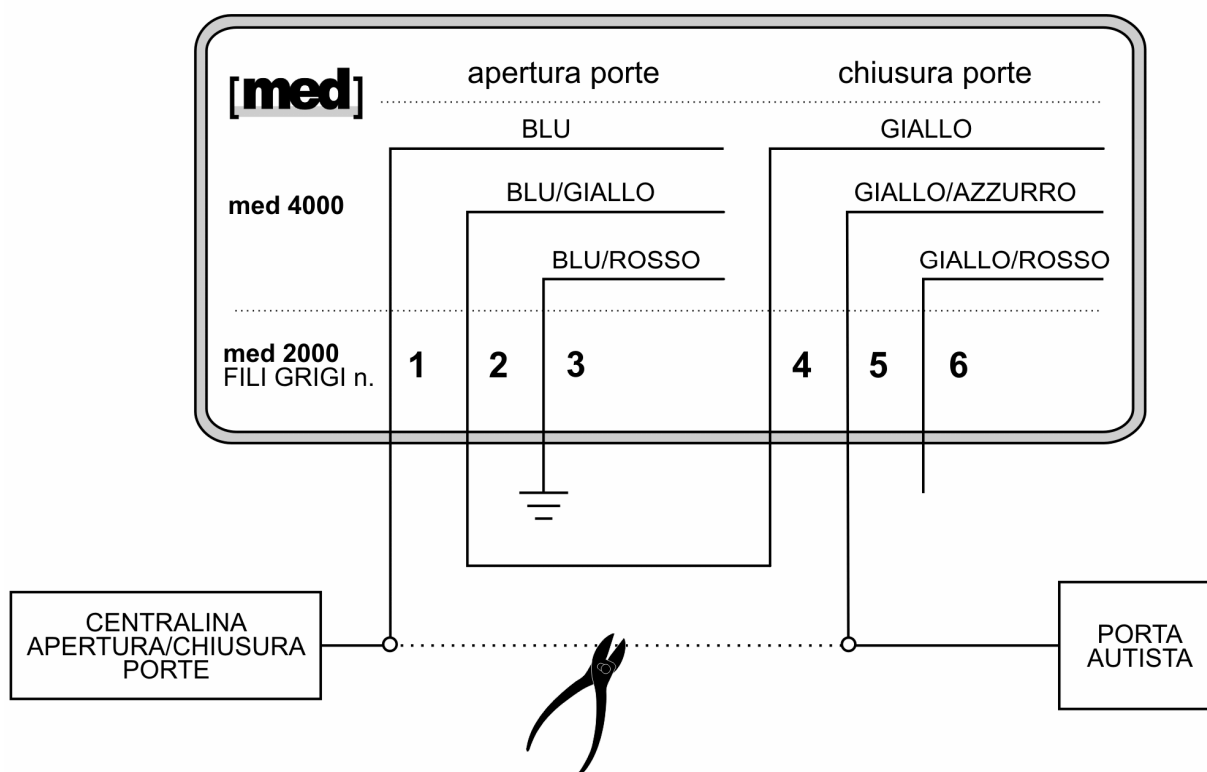 [med]
apertura porte
chiusura porte
BLU
GIALLO
med 4000
BLU/GIALLO
GIALLO/AZZURRO
BLU/ROSSO
GIALLO/ROSSO
med 2000
FILI GRIGI n.
1 2 3 4 5 6
CENTRALINA
APERTURA/CHIUSURA
PORTE
PORTA
AUTISTA